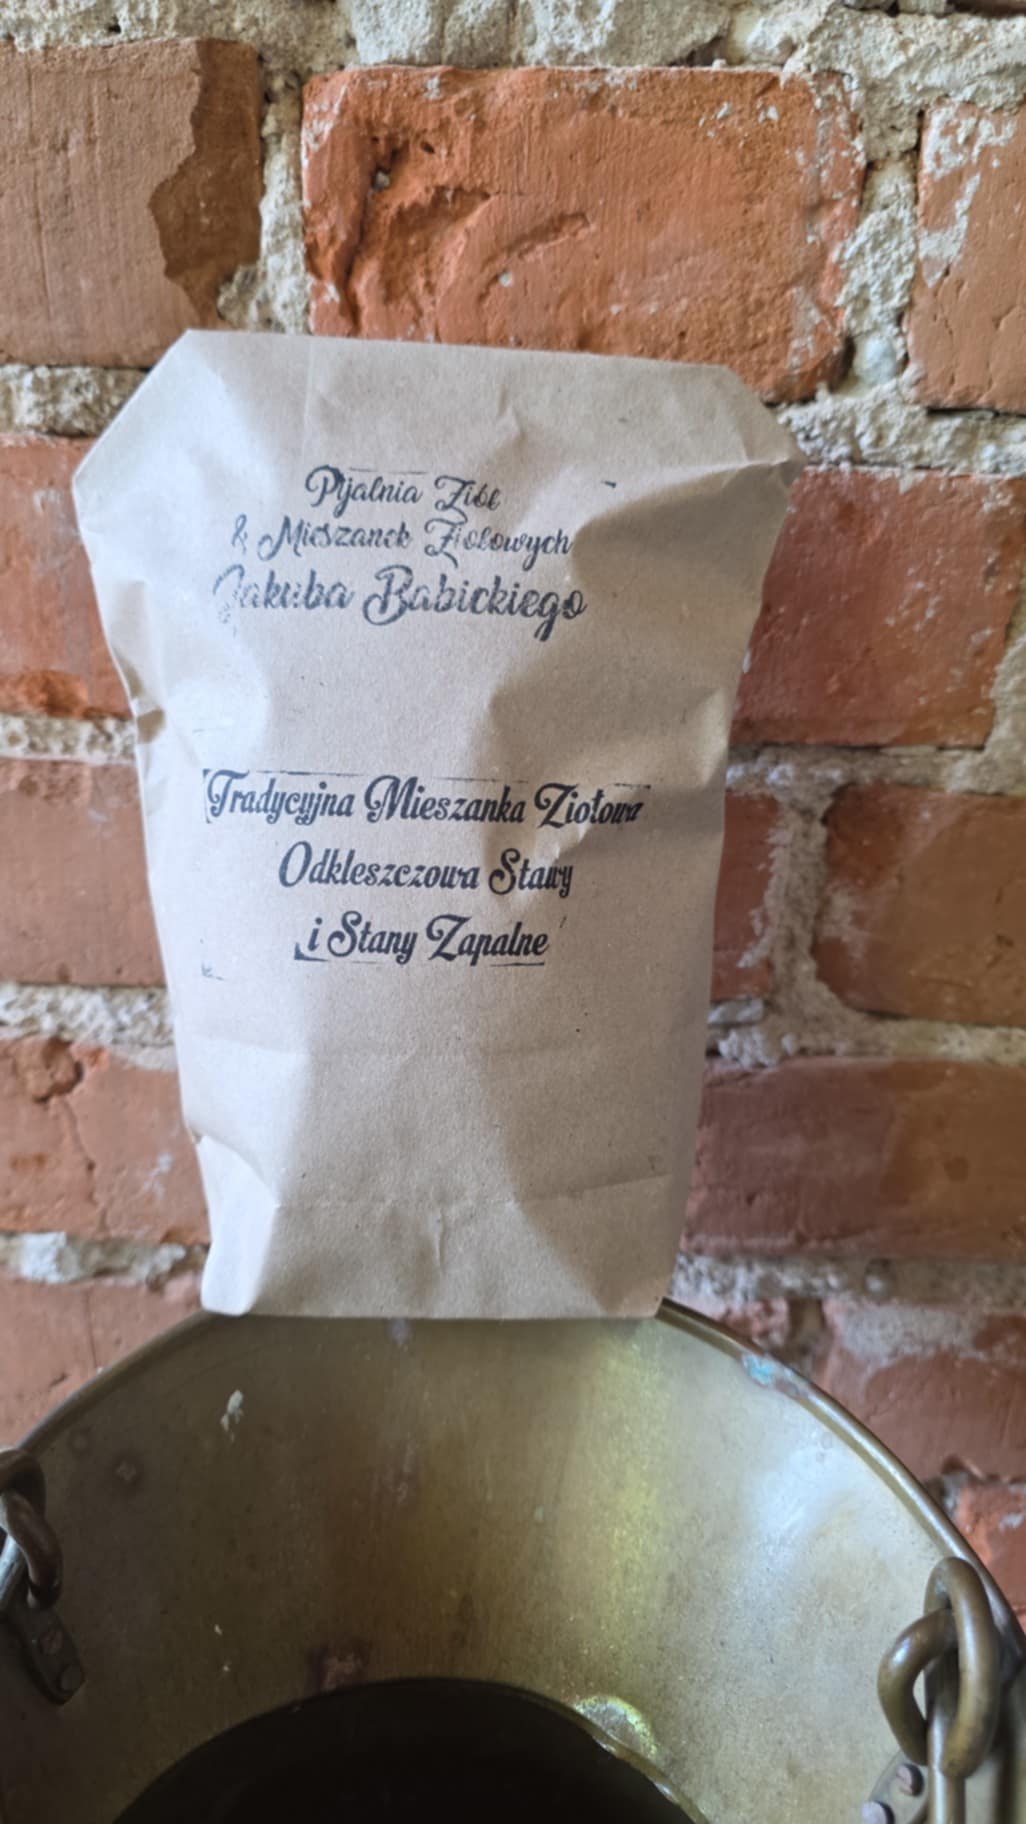 Pijalnia Ziół
& Mieszanek Ziołowych
Jakuba Babickiego
Tradycyjna Mieszanka Ziołowa
Odkleszczowa Stawy
i Stany Zapalne